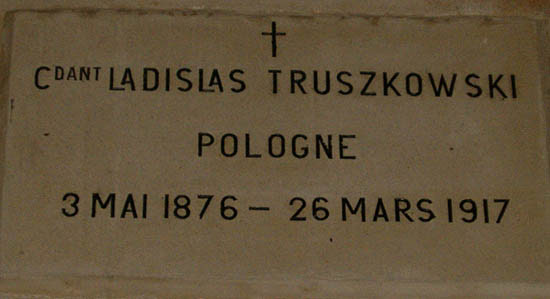 CDANT LADISLAS TRUSZKOWSKI
POLOGNE
3 MAI 1876 - 26 MARS 1917